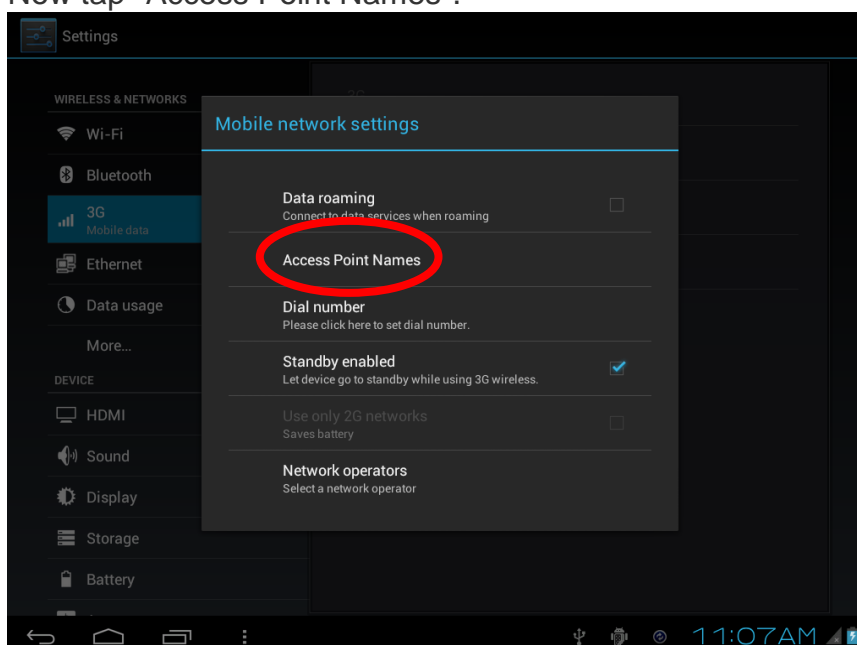 Now tap "Access Point Names".
Settings
WIRELESS & NETWORKS
Wi-Fi
Bluetooth
3G
Mobile data
Ethernet
Data usage
More...
DEVICE
HDMI
Sound
Display
Storage
Battery
3G
Mobile network settings
Data roaming
Connect to data services when roaming
Access Point Names
Dial number
Please click here to set dial number.
Standby enabled
Let device go to standby while using 3G wireless.
Use only 2G networks
Saves battery
Network operators
Select a network operator
11:07AM